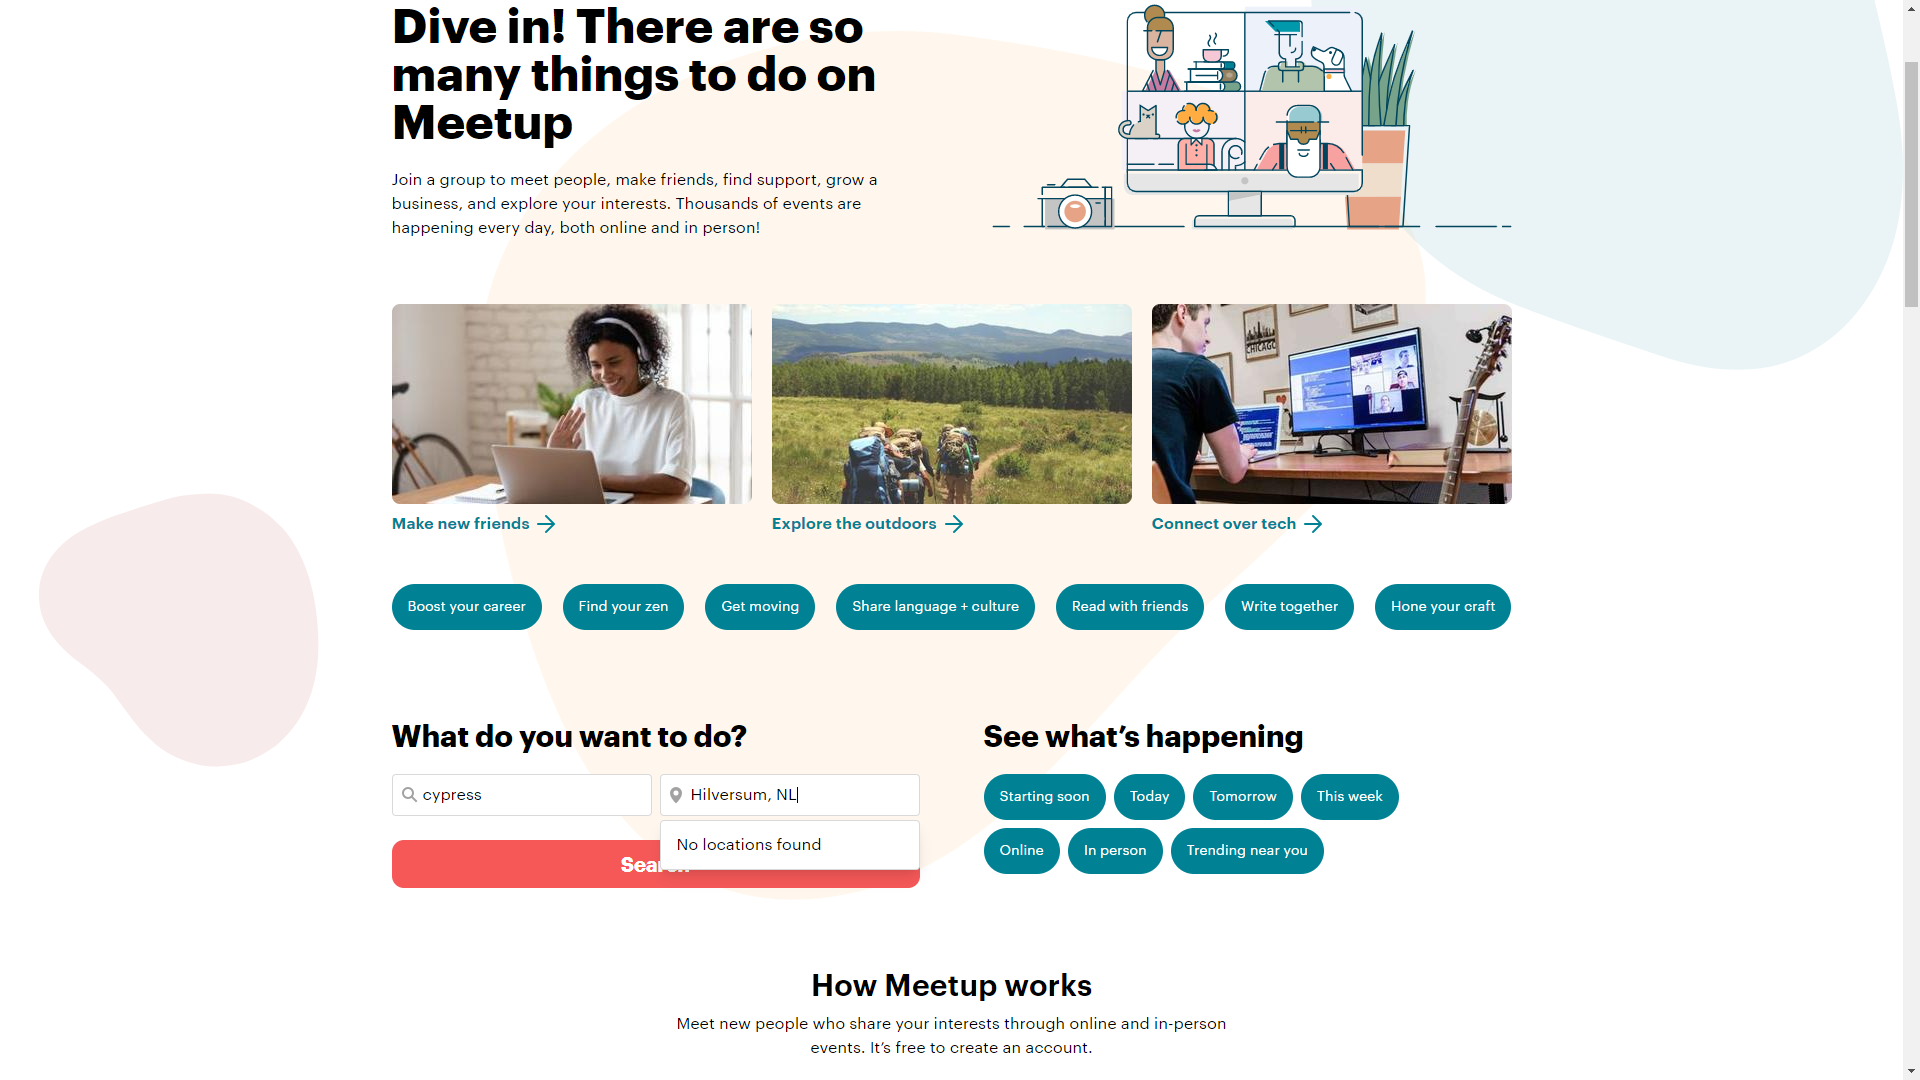 Dive in! There are so
many things to do on
Meetup
Join a group to meet people, make friends, find support, grow a
business, and explore your interests. Thousands of events are
happening every day, both online and in person!
CHICAGO
Make new friends
Explore the outdoors
Connect over tech
Boost your career
Find your zen
Get moving
Share language + culture
Read with friends
Write together
Hone your craft
What do you want to do?
cypress
Hilversum, NL
No locations found
See what’s happening
Starting soon
Today
Tomorrow
This week
Online
In person
Trending near you
How Meetup works
Meet new people who share your interests through online and in-person
events. It’s free to create an account.